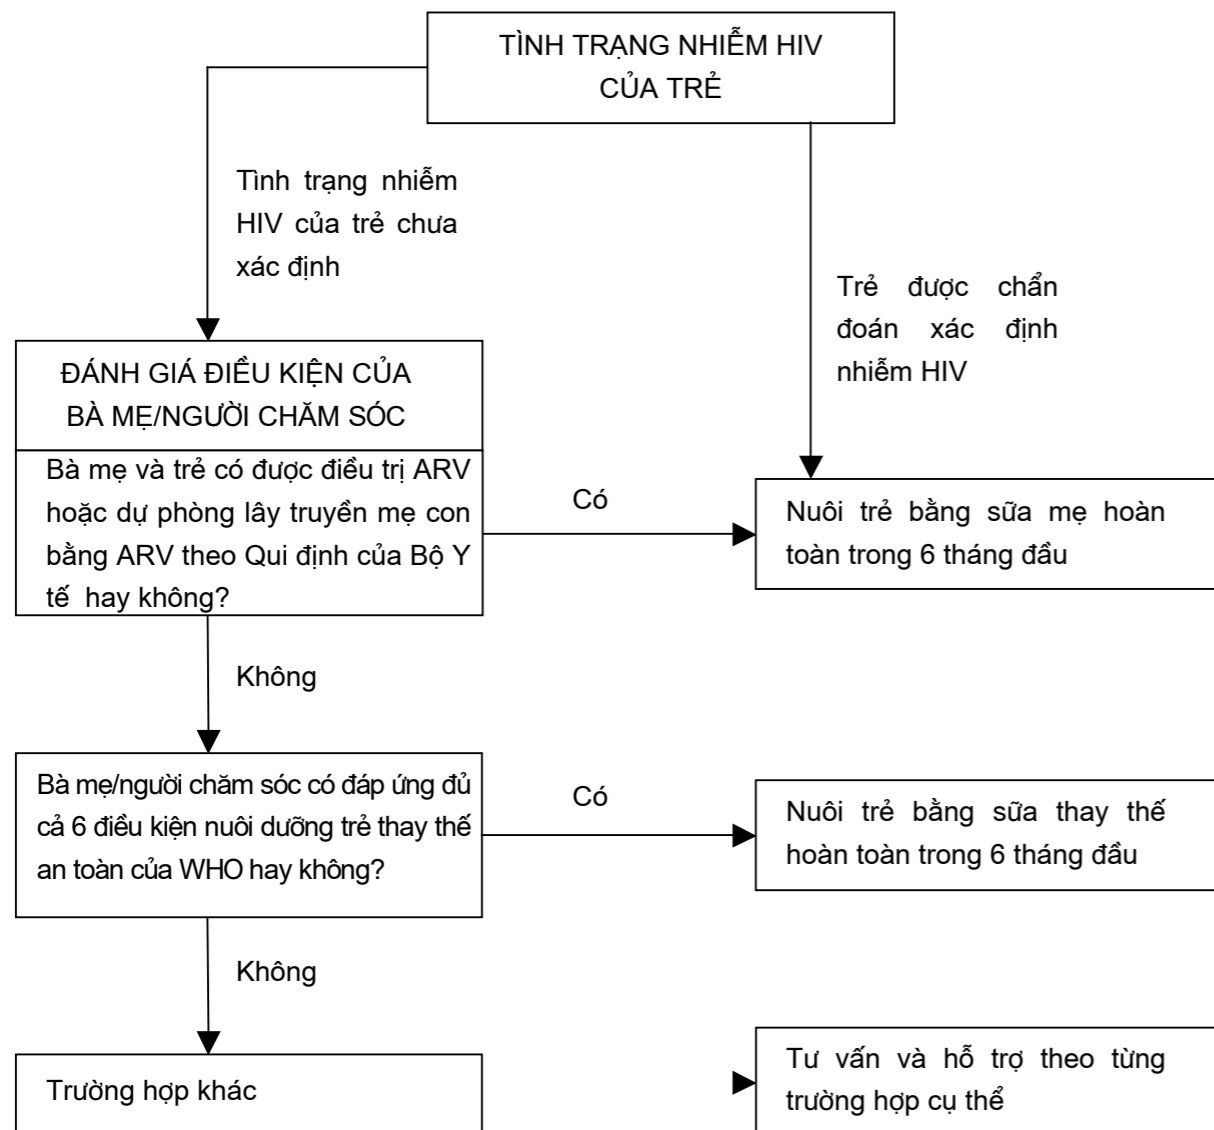 TÌNH TRẠNG NHIỄM HIV
CỦA TRẺ
Tình trạng nhiễm
HIV của trẻ chưa
xác định
Trẻ được chẩn
đoán xác định
nhiễm HIV
ĐÁNH GIÁ ĐIỀU KIỆN CỦA
BÀ MẸ/NGƯỜI CHĂM SÓC
Bà mẹ và trẻ có được điều trị ARV
hoặc dự phòng lây truyền mẹ con
bằng ARV theo Qui định của Bộ Y
tế hay không?
Có
Nuôi trẻ bằng sữa mẹ hoàn
toàn trong 6 tháng đầu
Không
Bà mẹ/người chăm sóc có đáp ứng đủ
cả 6 điều kiện nuôi dưỡng trẻ thay thế
an toàn của WHO hay không?
Có
Nuôi trẻ bằng sữa thay thế
hoàn toàn trong 6 tháng đầu
Không
Trường hợp khác
Tư vấn và hỗ trợ theo từng
trường hợp cụ thể